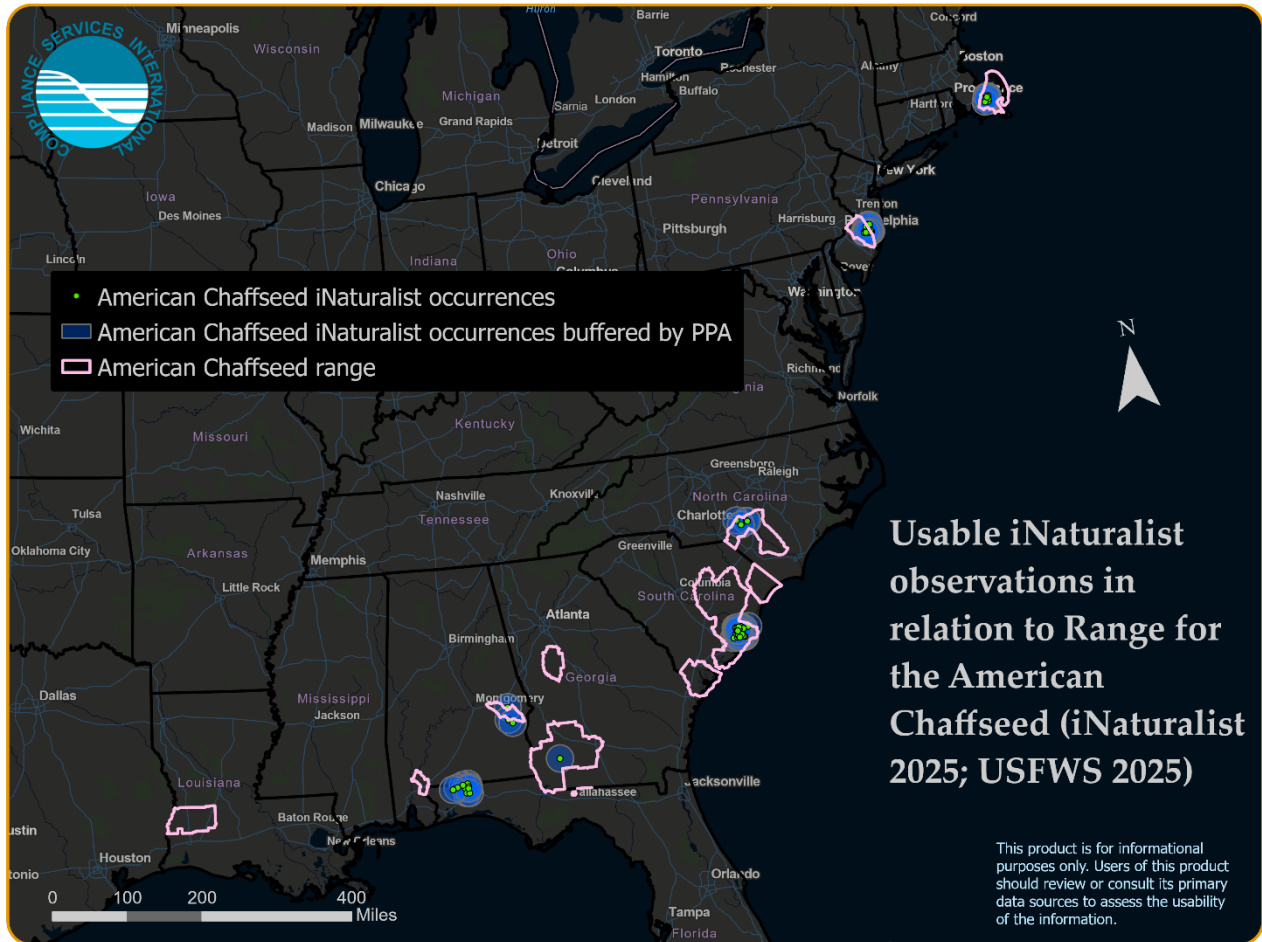 COMPLIANCE SERVICES INTERNATIONAL
Huron
Barrie
Concord
Minneapolis
Wisconsin
Toronto
Boston
Michigan
Hamilton
Rochester
Albany
Sarnia
London
Buffalo
Hartford
Madison
Milwaukee
Grand Rapids
Detroit
Chicago
Cleveland
New York
Iowa
Pennsylvania
Trenton
Des Moines
Pittsburgh
Harrisburg
Lincoln
Indiana
Ohio
Washington
American Chaffseed iNaturalist occurrences
American Chaffseed iNaturalist occurrences buffered by PPA
American Chaffseed range
N
Richmond
Norfolk
Wichita
Missouri
Kentucky
Greensboro
Raleigh
Nashville
Knoxville
North Carolina
Tulsa
Tennessee
Charlotte
Oklahoma City
Arkansas
Memphis
Greenville
Little Rock
Columbia
South Carolina
Atlanta
Birmingham
Georgia
Dallas
Mississippi
Montgomery
Jackson
Louisiana
Jacksonville
Tallahassee
Baton Rouge
New Orleans
Houston
Orlando
Tampa
Florida
Usable iNaturalist
observations in
relation to Range for
the American
Chaffseed (iNaturalist
2025; USFWS 2025)
This product is for informational
purposes only. Users of this product
should review or consult its primary
data sources to assess the usability
of the information.
0 100 200 400
Miles